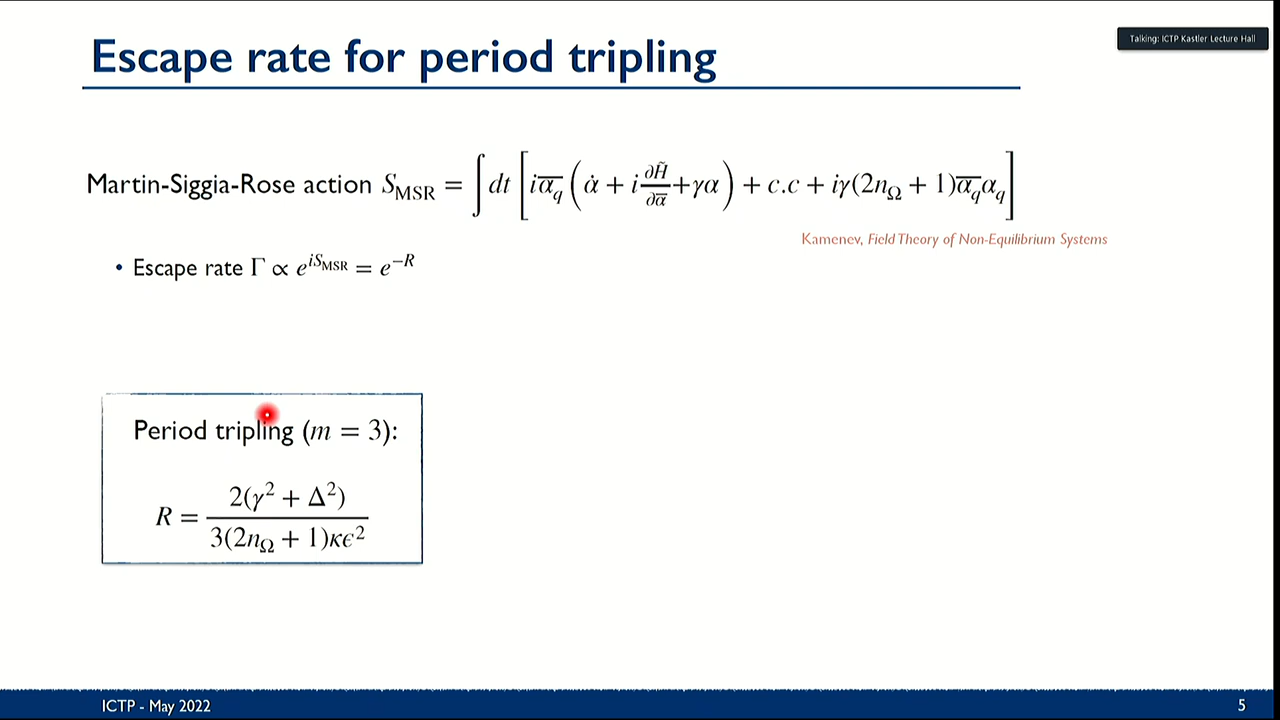 Escape rate for period tripling
Talking: ICTP Kastler Lecture Hall
Martin-Siggia-Rose action $S_{\mathrm{MSR}} = \int dt \left[ i\overline{\alpha_q} \left( \dot{\alpha} + i\frac{\partial \tilde{H}}{\partial \overline{\alpha}} + \gamma\alpha \right) + c.c + i\gamma(2n_\Omega + 1)\overline{\alpha_q}\alpha_q \right]$
Kamenev, Field Theory of Non-Equilibrium Systems
• Escape rate $\Gamma \propto e^{iS_{\mathrm{MSR}}} = e^{-R}$
Period tripling ($m = 3$):
$R = \frac{2(\gamma^2 + \Delta^2)}{3(2n_\Omega + 1)\kappa\epsilon^2}$
ICTP - May 2022
5